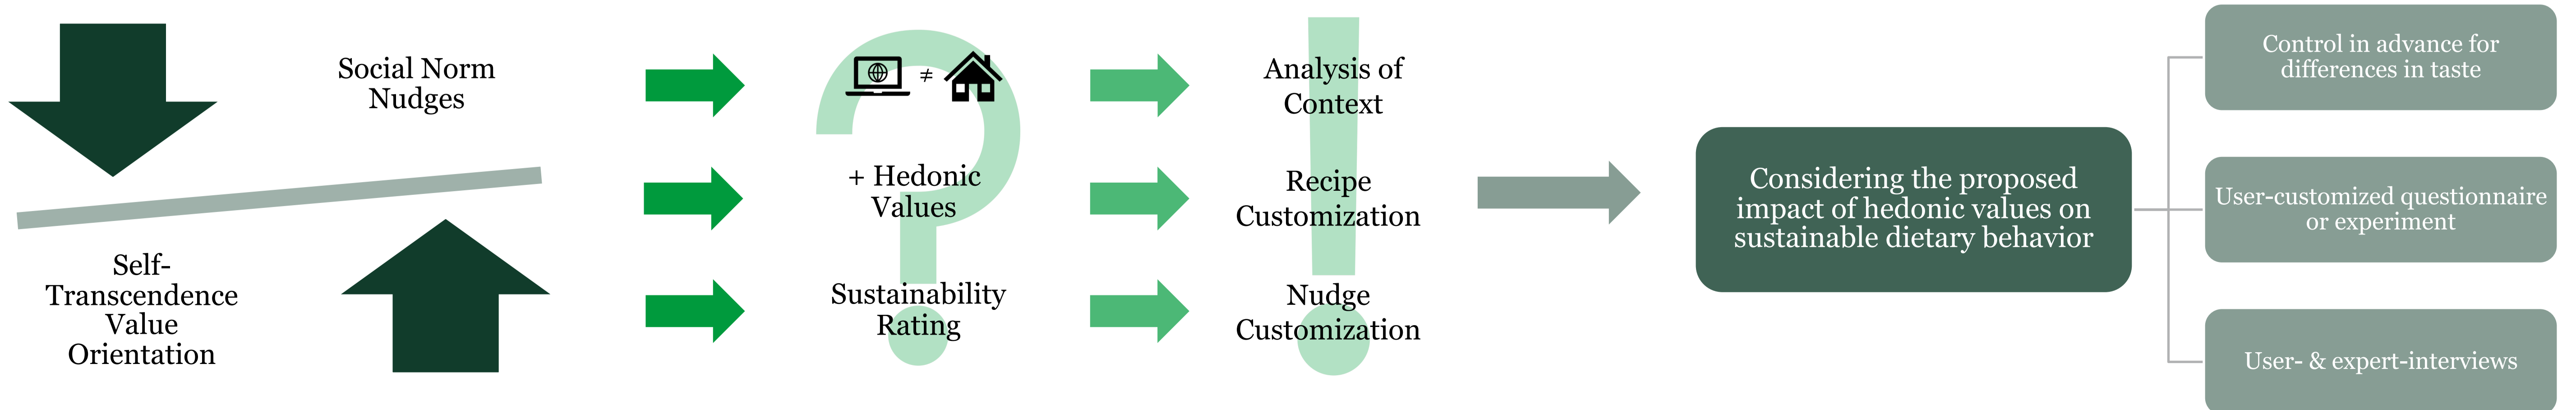 Social Norm
Nudges
Self-
Transcendence
Value
Orientation
≠
+ Hedonic
Values
Sustainability
Rating
Analysis of
Context
Recipe
Customization
Nudge
Customization
Considering the proposed
impact of hedonic values on
sustainable dietary behavior
Control in advance for
differences in taste
User-customized questionnaire
or experiment
User- & expert-interviews